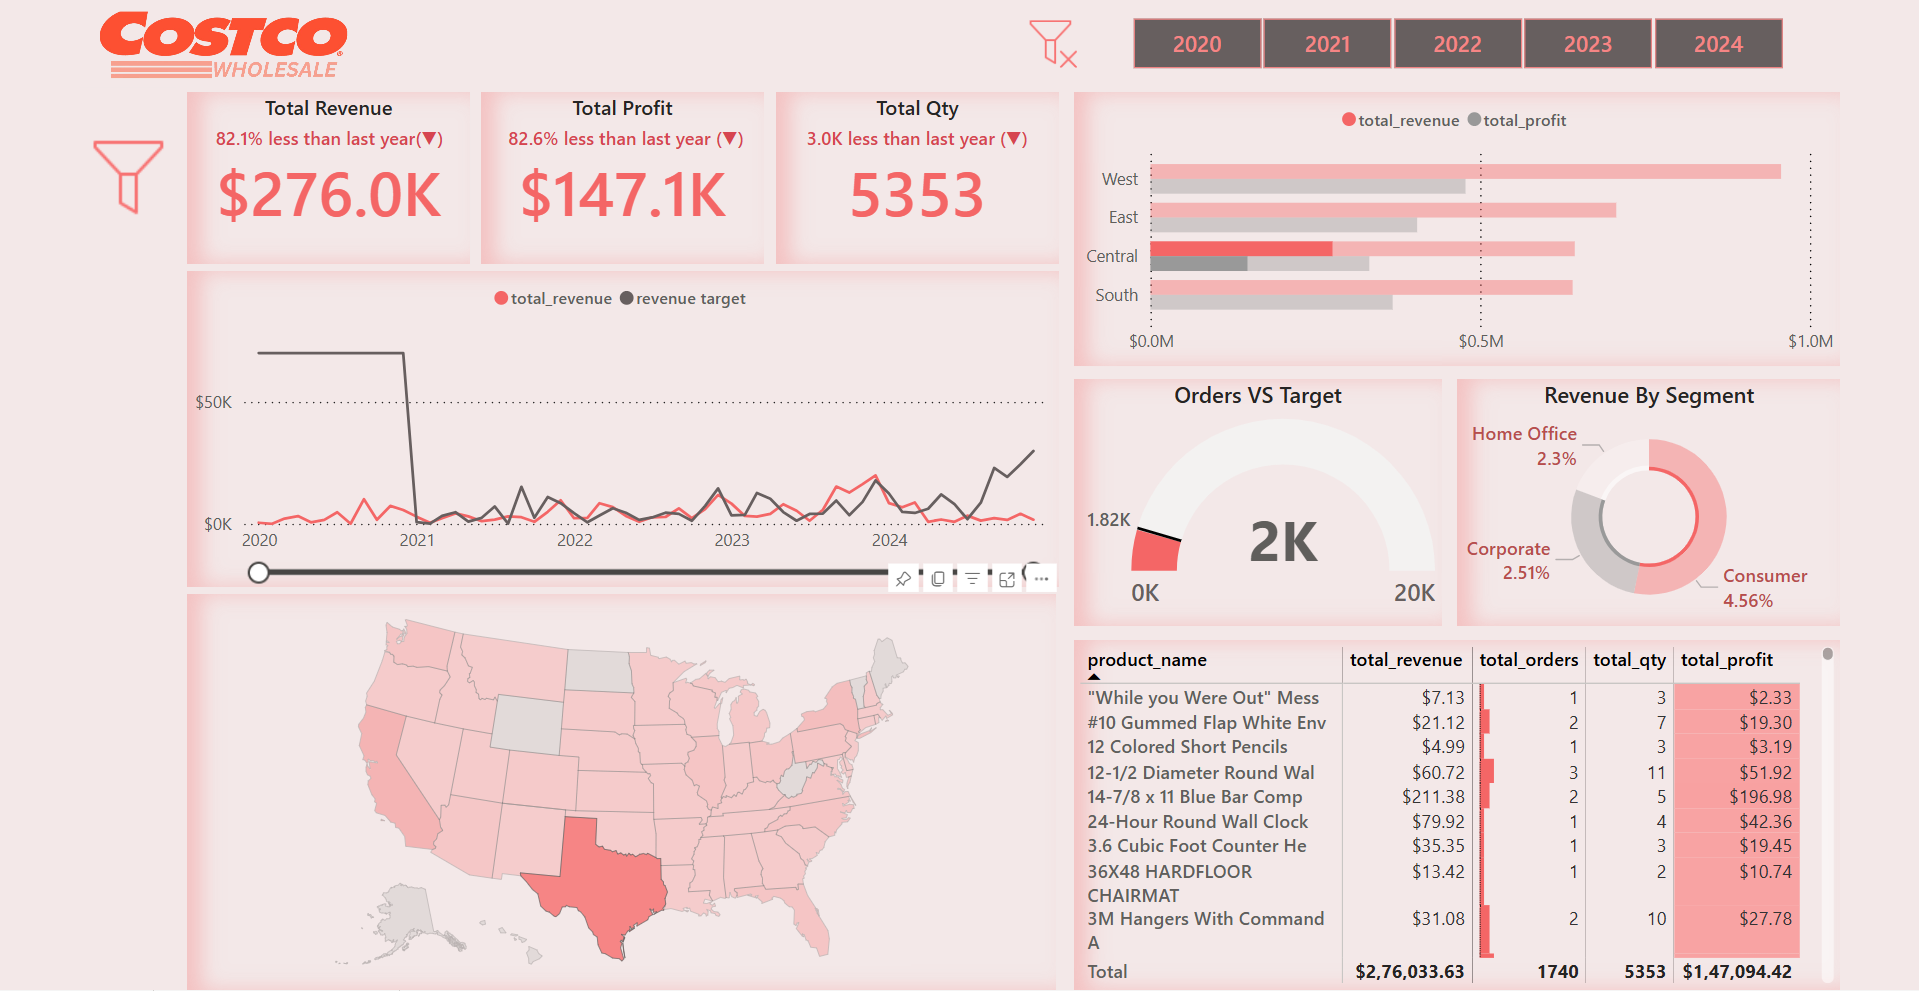 COSTCO
WHOLESALE
2020 2021 2022 2023 2024
Total Revenue
82.1% less than last year(▼)
$276.0K
Total Profit
82.6% less than last year (▼)
$147.1K
Total Qty
3.0K less than last year (▼)
5353
total_revenue total_profit
West
East
Central
South
$0.0M $0.5M $1.0M
total_revenue revenue target
$50K
$0K
2020 2021 2022 2023 2024
Orders VS Target
1.82K
2K
0K 20K
Revenue By Segment
Home Office
2.3%
Corporate
2.51%
Consumer
4.56%
product_name total_revenue total_orders total_qty total_profit
"While you Were Out" Mess $7.13 1 3 $2.33
#10 Gummed Flap White Env $21.12 2 7 $19.30
12 Colored Short Pencils $4.99 1 3 $3.19
12-1/2 Diameter Round Wal $60.72 3 11 $51.92
14-7/8 x 11 Blue Bar Comp $211.38 2 5 $196.98
24-Hour Round Wall Clock $79.92 1 4 $42.36
3.6 Cubic Foot Counter He $35.35 1 3 $19.45
36X48 HARDFLOOR $13.42 1 2 $10.74
CHAIRMAT
3M Hangers With Command $31.08 2 10 $27.78
A
Total $2,76,033.63 1740 5353 $1,47,094.42